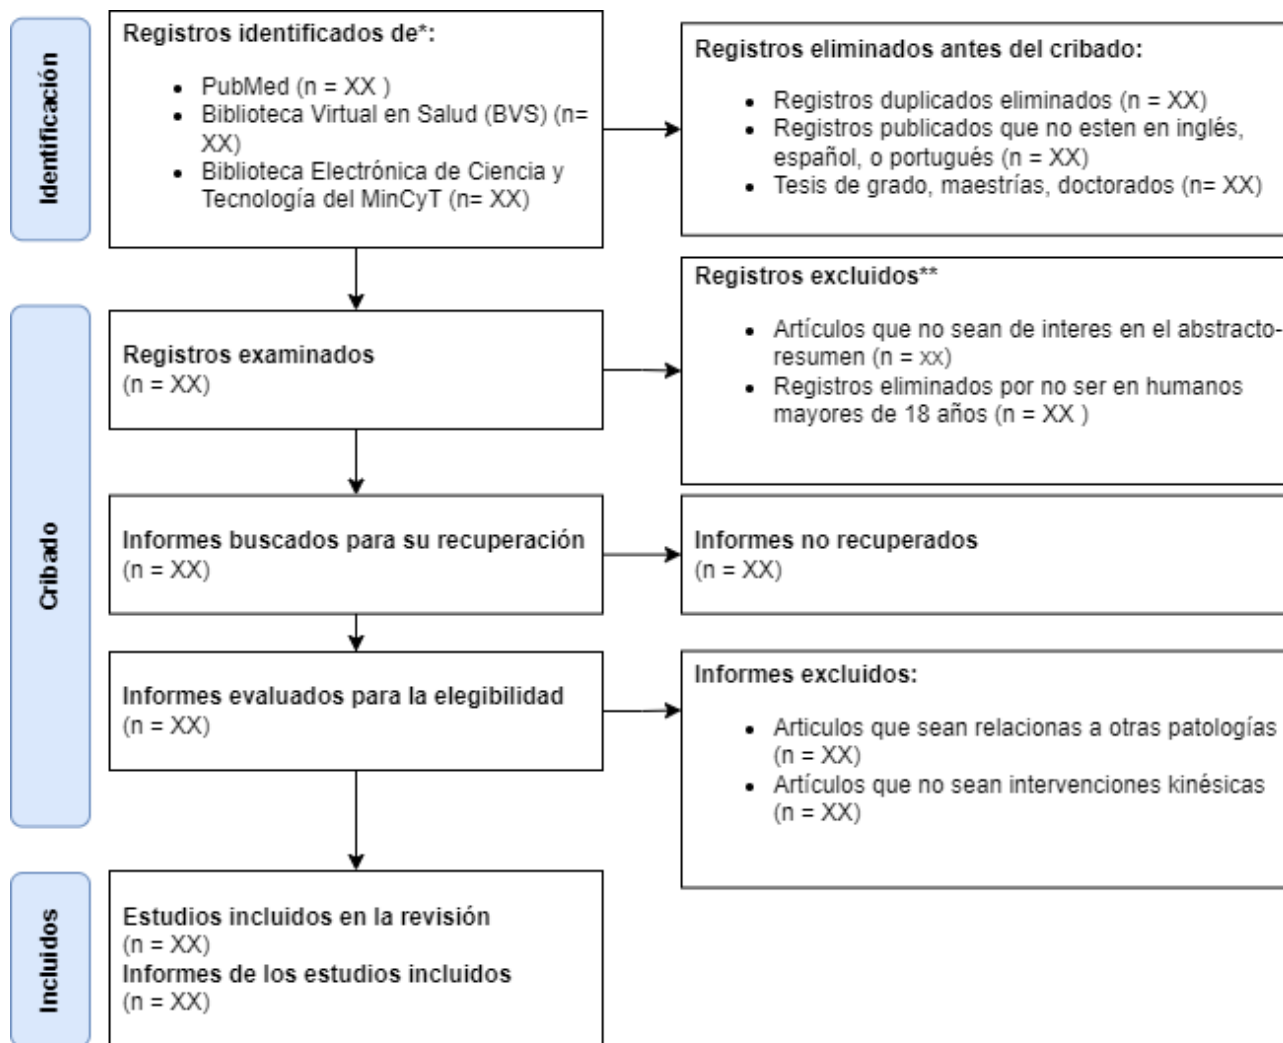 Identificación
Registros identificados de*:
PubMed (n = XX )
Biblioteca Virtual en Salud (BVS) (n=
XX)
Biblioteca Electrónica de Ciencia y
Tecnología del MinCyT (n= XX)
Registros eliminados antes del cribado:
Registros duplicados eliminados (n = XX)
Registros publicados que no esten en inglés,
español, o portugués (n = XX)
Tesis de grado, maestrías, doctorados (n= XX)
Cribado
Registros examinados
(n = XX)
Registros excluidos**
Artículos que no sean de interes en el abstracto-
resumen (n = xx)
Registros eliminados por no ser en humanos
mayores de 18 años (n = XX )
Informes buscados para su recuperación
(n = XX)
Informes no recuperados
(n = XX)
Informes evaluados para la elegibilidad
(n = XX)
Informes excluidos:
Articulos que sean relacionas a otras patologías
(n = XX)
Artículos que no sean intervenciones kinésicas
(n = XX)
Incluidos
Estudios incluidos en la revisión
(n = XX)
Informes de los estudios incluidos
(n = XX)